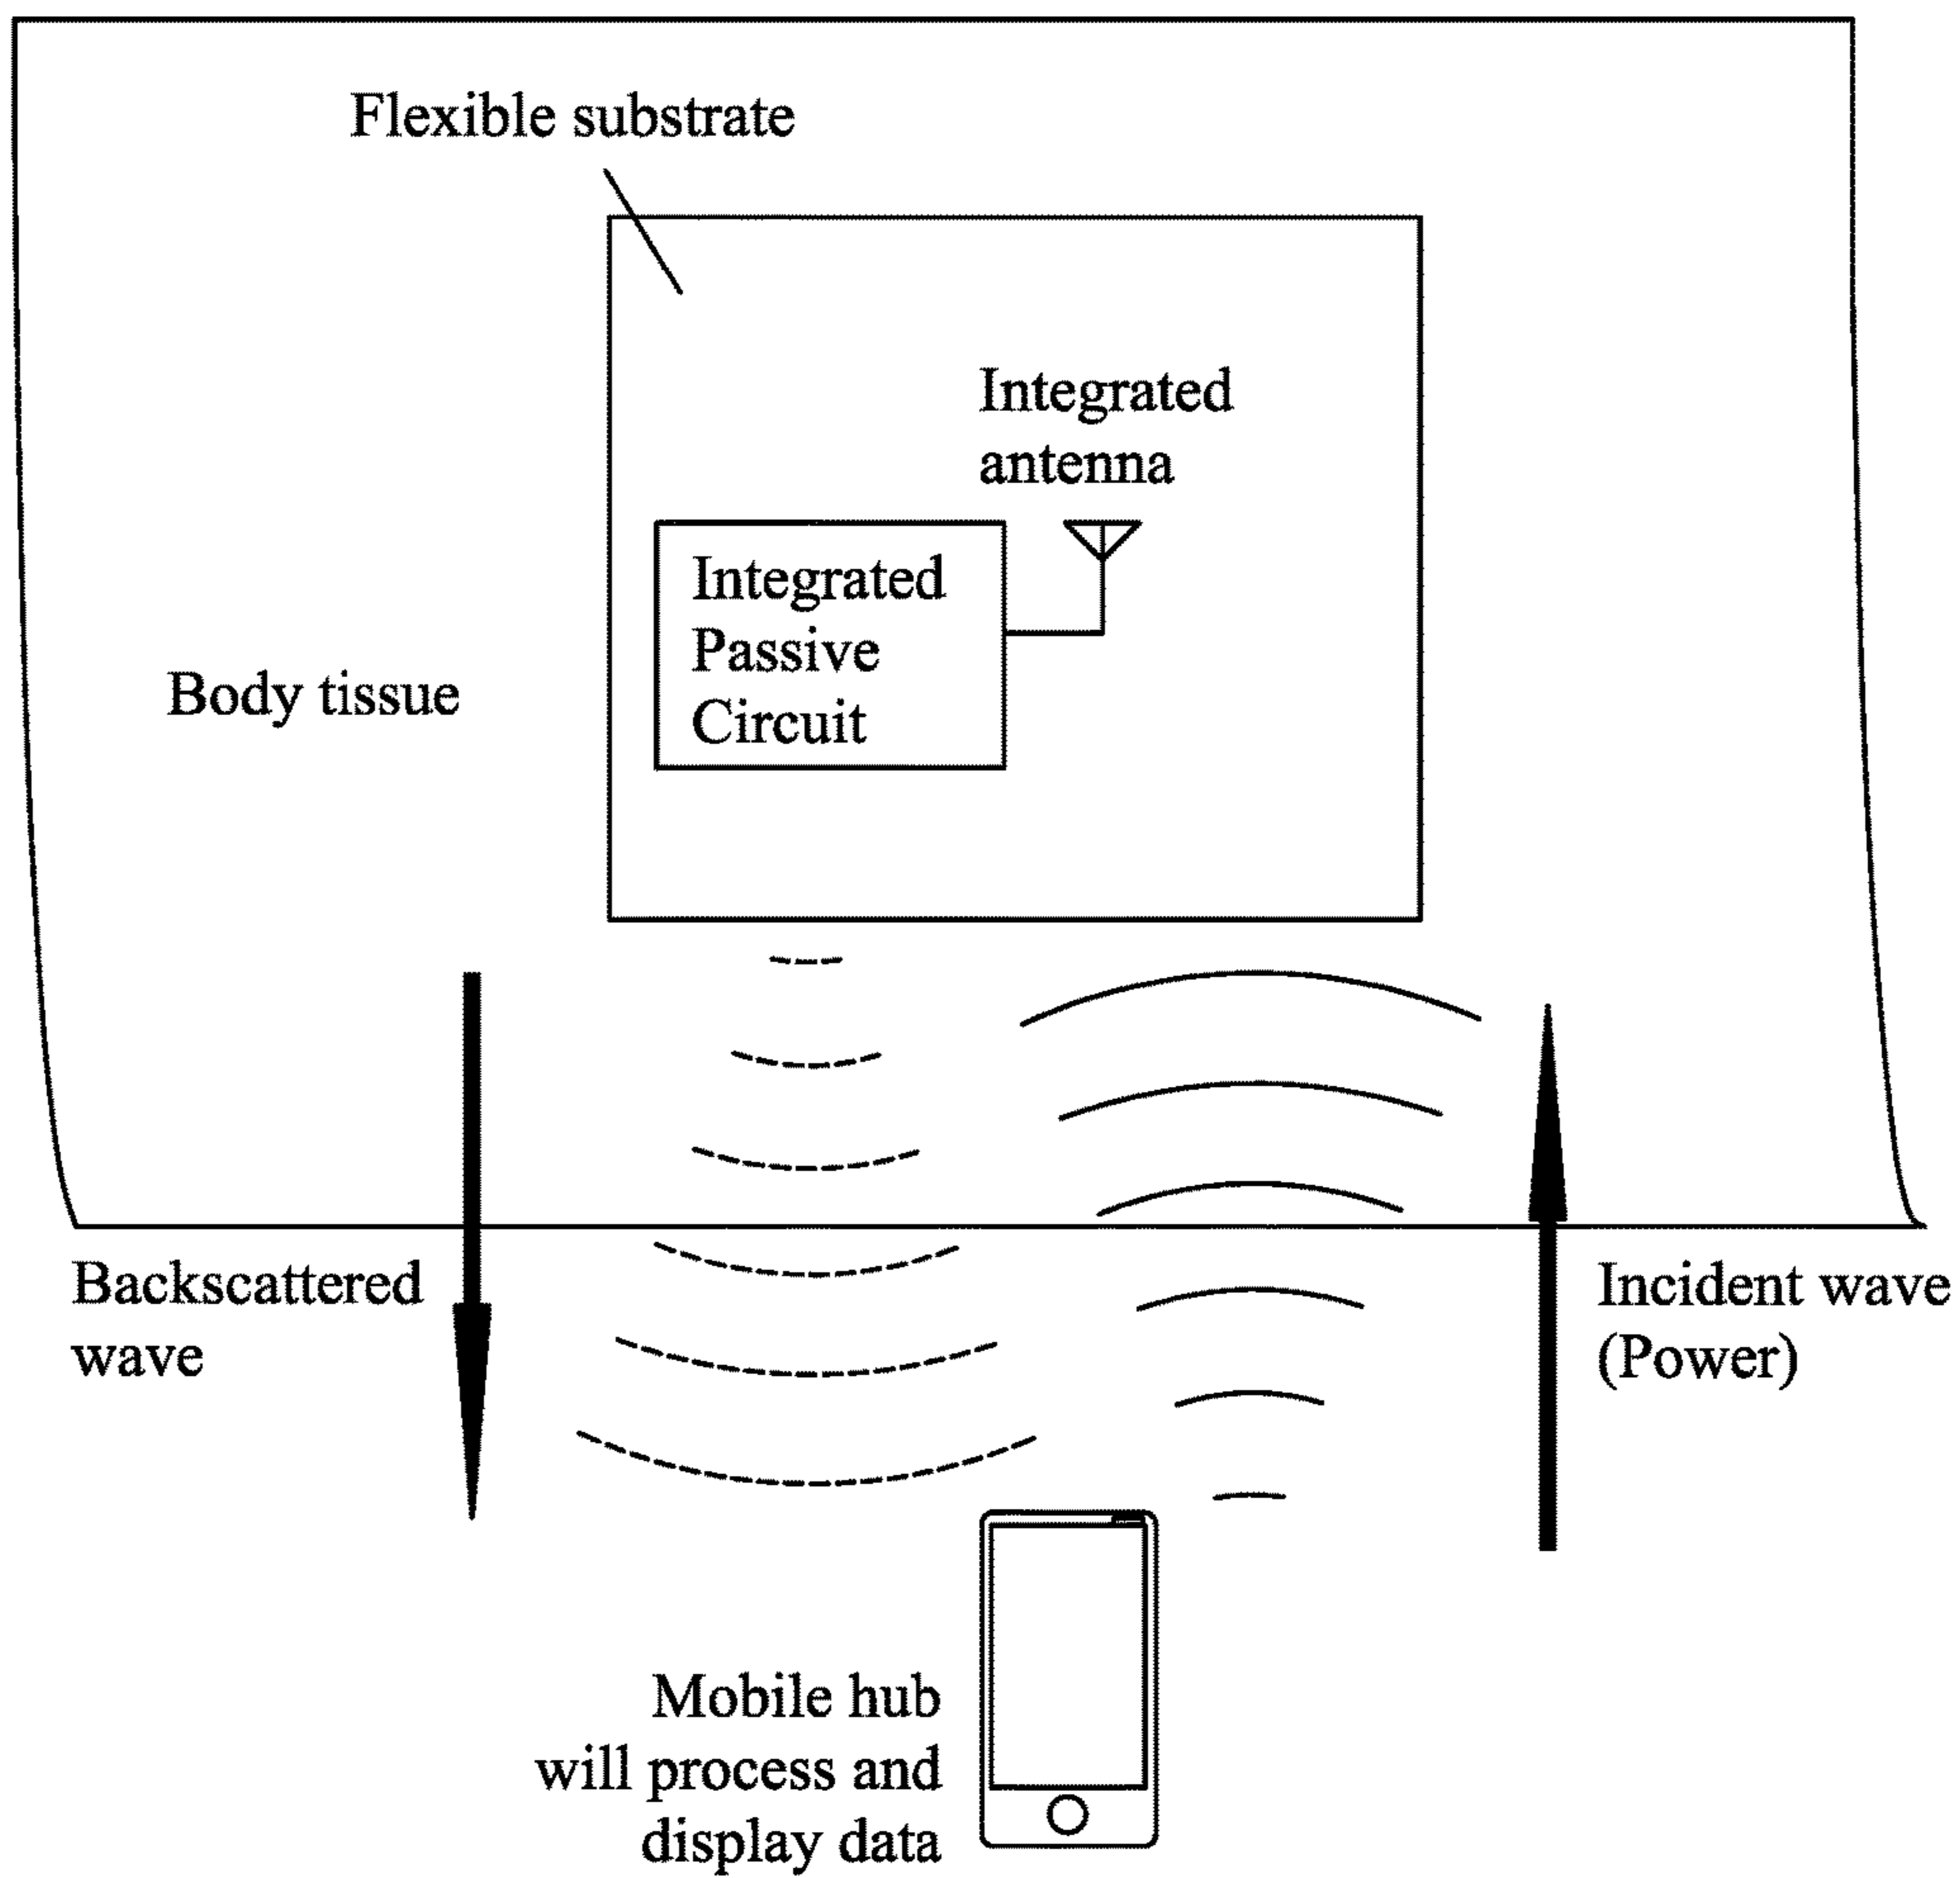 Flexible substrate
Integrated
antenna
Integrated
Passive
Circuit
Body tissue
Backscattered
wave
Incident wave
(Power)
Mobile hub
will process and
display data